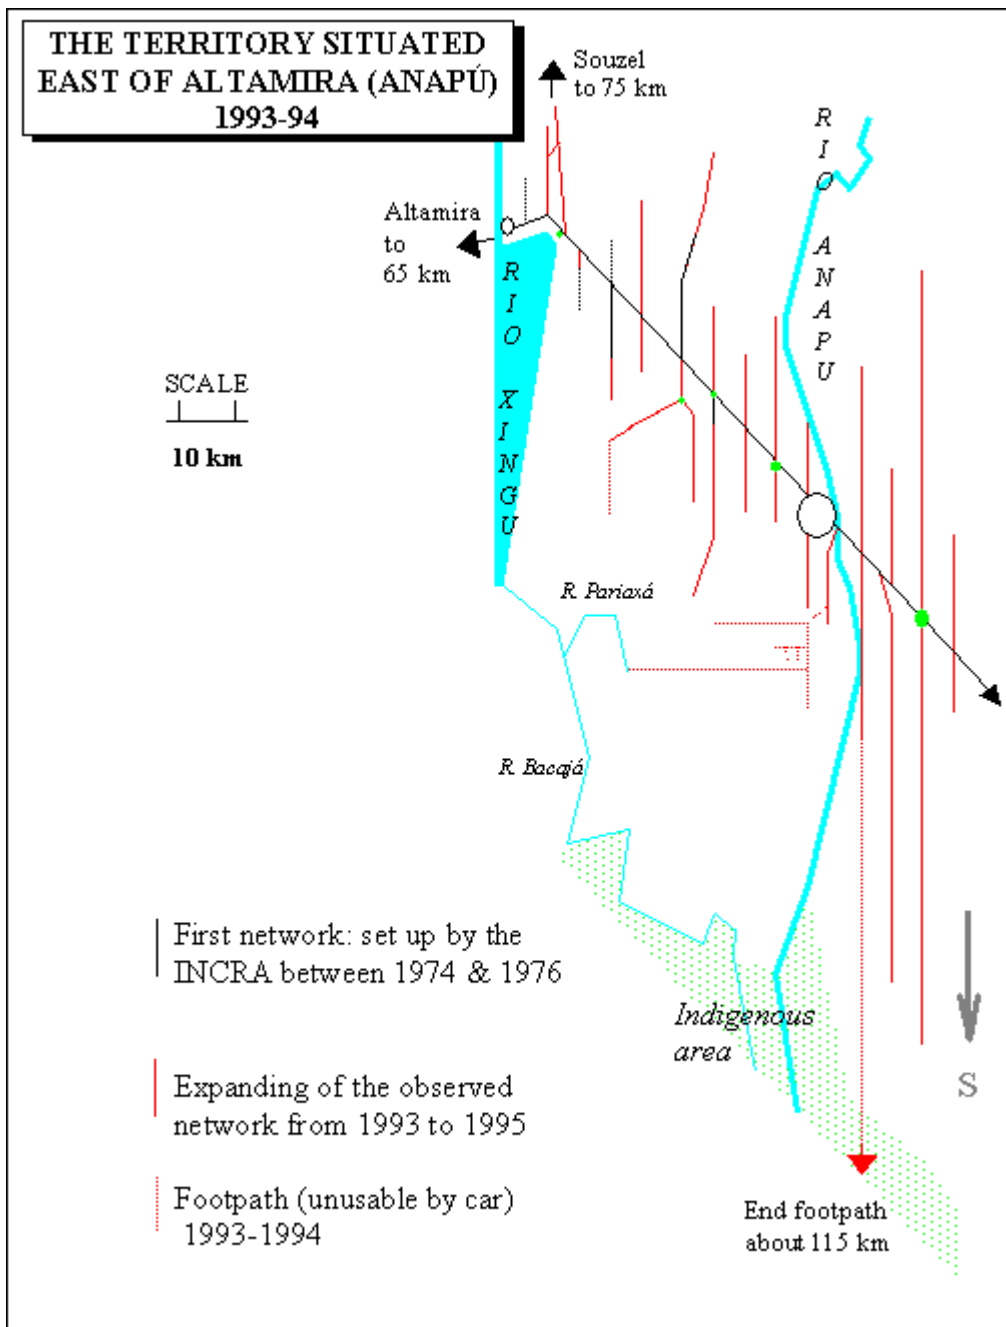 THE TERRITORY SITUATED
EAST OF ALTAMIRA (ANAPÚ)
1993-94
Souzel
to 75 km
RIO ANAPU
Altamira
to
65 km
RIO XINGU
SCALE
10 km
R. Pariaxá
R. Bacajá
First network: set up by the
INCRA between 1974 & 1976
Indigenous
area
Expanding of the observed
network from 1993 to 1995
S
Footpath (unusable by car)
1993-1994
End footpath
about 115 km